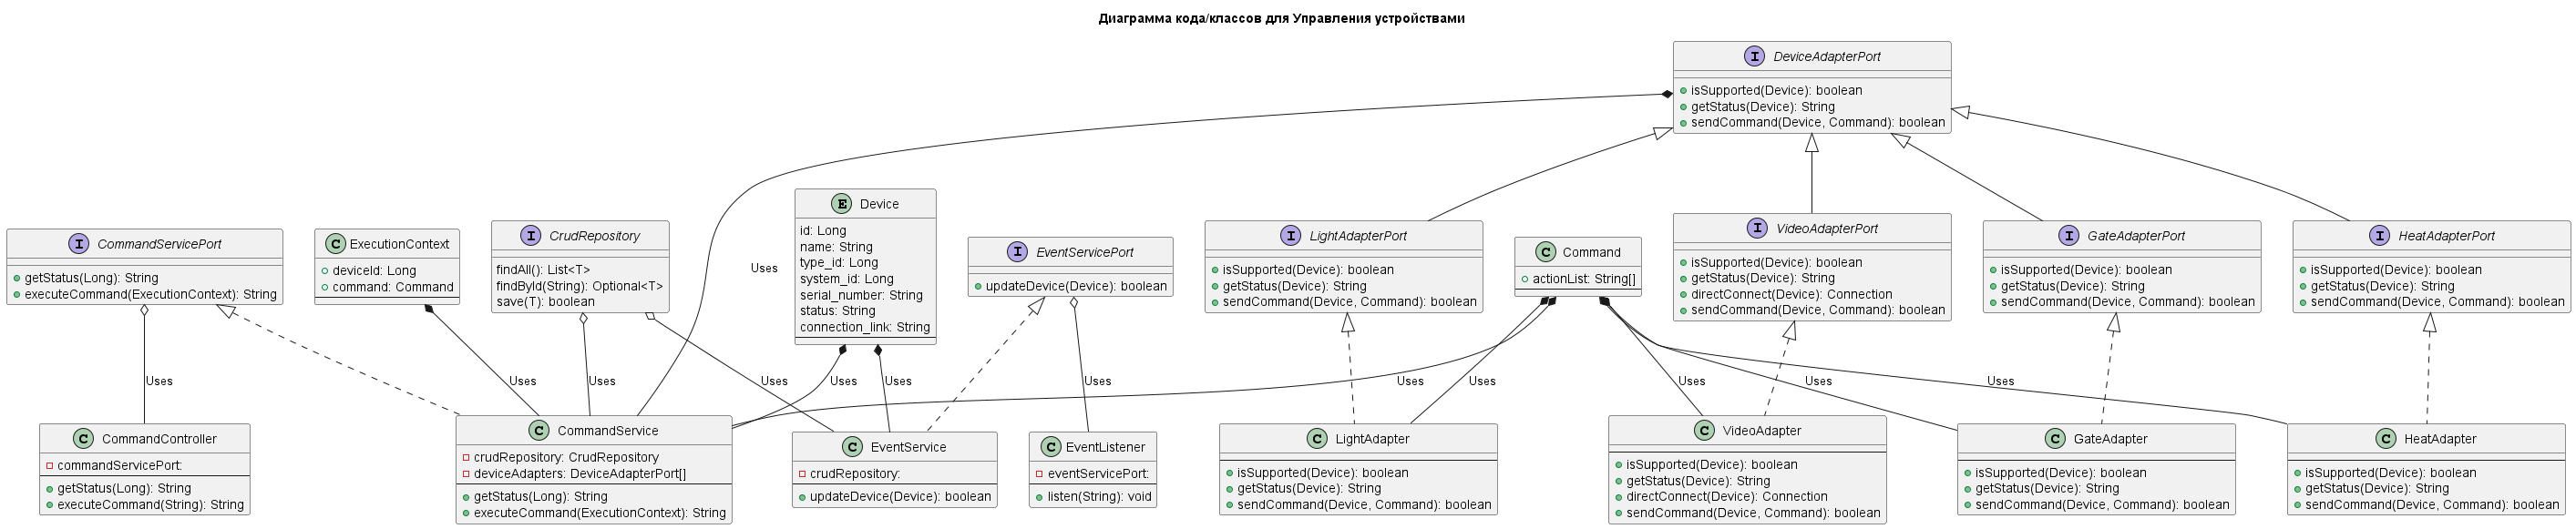 Диаграмма кода/классов для Управления устройствами
I DeviceAdapterPort
isSupported(Device): boolean
getStatus(Device): String
sendCommand(Device, Command): boolean
I CommandServicePort
getStatus(Long): String
executeCommand(ExecutionContext): String
C ExecutionContext
deviceId: Long
command: Command
I CrudRepository
findAll(): List<T>
findById(String): Optional<T>
save(T): boolean
Uses
E Device
id: Long
name: String
type_id: Long
system_id: Long
serial_number: String
status: String
connection_link: String
I EventServicePort
updateDevice(Device): boolean
I LightAdapterPort
isSupported(Device): boolean
getStatus(Device): String
sendCommand(Device, Command): boolean
C Command
actionList: String[]
I VideoAdapterPort
isSupported(Device): boolean
getStatus(Device): String
directConnect(Device): Connection
sendCommand(Device, Command): boolean
I GateAdapterPort
isSupported(Device): boolean
getStatus(Device): String
sendCommand(Device, Command): boolean
I HeatAdapterPort
isSupported(Device): boolean
getStatus(Device): String
sendCommand(Device, Command): boolean
Uses
Uses
Uses
Uses
Uses
Uses
Uses
Uses
Uses
Uses
Uses
Uses
C CommandController
commandServicePort:
getStatus(Long): String
executeCommand(String): String
C CommandService
crudRepository: CrudRepository
deviceAdapters: DeviceAdapterPort[]
getStatus(Long): String
executeCommand(ExecutionContext): String
C EventService
crudRepository:
updateDevice(Device): boolean
C EventListener
eventServicePort:
listen(String): void
C LightAdapter
isSupported(Device): boolean
getStatus(Device): String
sendCommand(Device, Command): boolean
C VideoAdapter
isSupported(Device): boolean
getStatus(Device): String
directConnect(Device): Connection
sendCommand(Device, Command): boolean
C GateAdapter
isSupported(Device): boolean
getStatus(Device): String
sendCommand(Device, Command): boolean
C HeatAdapter
isSupported(Device): boolean
getStatus(Device): String
sendCommand(Device, Command): boolean